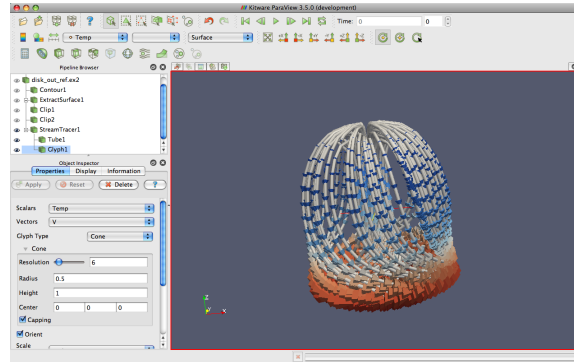 Kitware ParaView 3.5.0 (development)
Time: 0
0
Temp
Surface
Pipeline Browser
disk_out_ref.ex2
Contour1
ExtractSurface1
Clip1
Clip2
StreamTracer1
Tube1
Glyph1
Object Inspector
Properties Display Information
Apply Reset Delete ?
Scalars Temp
Vectors V
Glyph Type Cone
Cone
Resolution 6
Radius 0.5
Height 1
Center 0 0 0
Capping
Orient
Scale